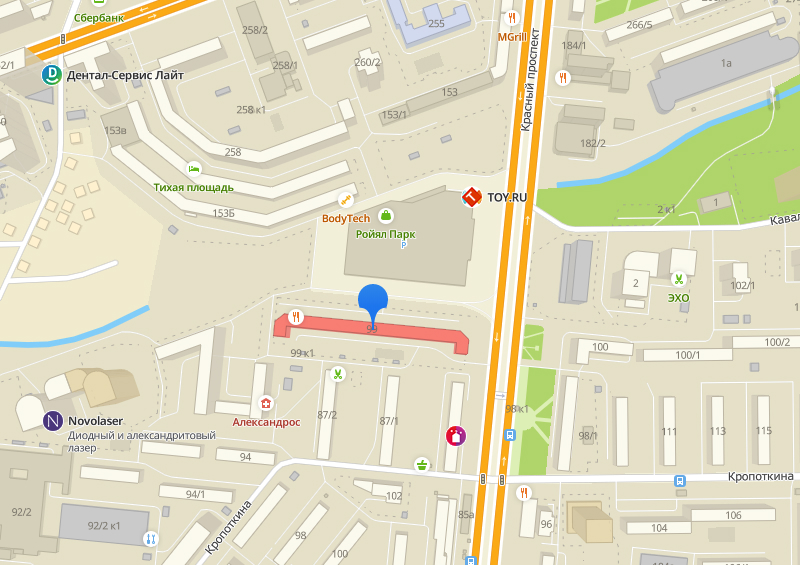 Сбербанк
255
MGrill
266/5
258/2
184/1
1а
260/2
258/1
Дентал-Сервис Лайт
Красный проспект
153
258 к1
153/1
153в
182/2
258
Тихая площадь
TOY.RU
1
2 к1
BodyTech
153Б
Ройял Парк
P
2
102/1
ЭХО
99
100
100/2
99 к1
100/1
98 к1
87/2
87/1
111
113
115
Александрос
Novolaser
Диодный и александритовый
лазер
98/1
94
Кропоткина
94/1
102
92/2
85а
96
106
92/2 к1
104
98
100
Кропоткина